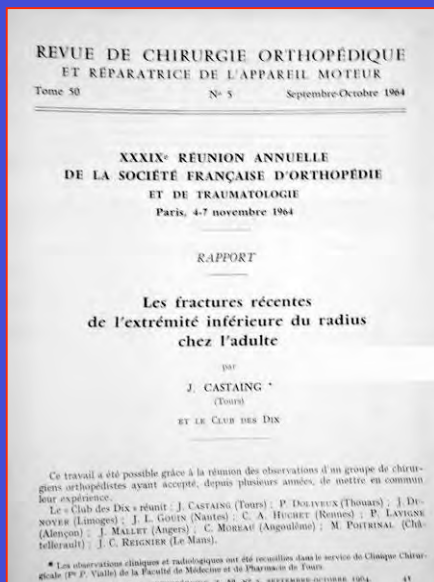 REVUE DE CHIRURGIE ORTHOPÉDIQUE
ET RÉPARATRICE DE L'APPAREIL MOTEUR
Tome 50 N° 5 Septembre-Octobre 1964
XXXIXe RÉUNION ANNUELLE
DE LA SOCIÉTÉ FRANÇAISE D'ORTHOPÉDIE
ET DE TRAUMATOLOGIE
Paris, 4-7 novembre 1964
RAPPORT
Les fractures récentes
de l'extrémité inférieure du radius
chez l'adulte
par
J. CASTAING *
(Tours)
ET LE CLUB DES DIX
Ce travail a été possible grâce à la réunion des observations d'un groupe de chirur-
giens orthopédistes ayant accepté, depuis plusieurs années, de mettre en commun
leur expérience.
Le « Club des Dix » réunit : J. CASTAING (Tours) ; P. DOLIVEUX (Thouars) ; J. DE-
NOYER (Limoges) ; J. L. GOUIN (Nantes) ; C. A. HUCHET (Rennes) ; P. LAVIGNE
(Alençon) ; J. MALLET (Angers) ; C. MOREAU (Angoulême) ; M. POITRINAL (Châ-
tellerault) ; J. C. REIGNIER (Le Mans).
* Les observations cliniques et radiologiques ont été recueillies dans le service de Clinique Chirur-
gicale (Pr P. Vialle) de la Faculté de Médecine et de Pharmacie de Tours.
SEPTEMBRE-OCTOBRE 1964. 41